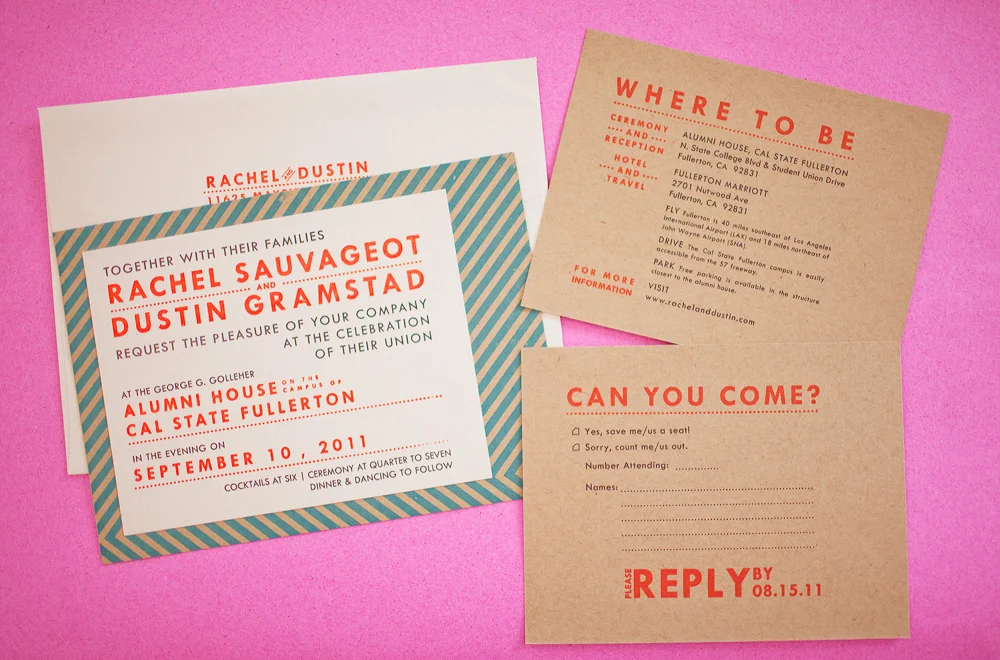 RACHEL AND DUSTIN
TOGETHER WITH THEIR FAMILIES
RACHEL SAUVAGEOT
AND
DUSTIN GRAMSTAD
REQUEST THE PLEASURE OF YOUR COMPANY
AT THE CELEBRATION
OF THEIR UNION
AT THE GEORGE G. GOLLEHER
ALUMNI HOUSE ON THE CAMPUS OF
CAL STATE FULLERTON
IN THE EVENING ON
SEPTEMBER 10, 2011
COCKTAILS AT SIX | CEREMONY AT QUARTER TO SEVEN
DINNER & DANCING TO FOLLOW
WHERE TO BE
CEREMONY
AND
RECEPTION
ALUMNI HOUSE, CAL STATE FULLERTON
N. State College Blvd & Student Union Drive
Fullerton, CA 92831
HOTEL
AND
TRAVEL
FULLERTON MARRIOTT
2701 Nutwood Ave
Fullerton, CA 92831
FLY Fullerton is 40 miles southeast of Los Angeles
International Airport (LAX) and 18 miles northeast of
John Wayne Airport (SNA).
DRIVE The Cal State Fullerton campus is easily
accessible from the 57 freeway.
PARK Free parking is available in the structure
closest to the alumni house.
FOR MORE
INFORMATION
VISIT
www.rachelanddustin.com
CAN YOU COME?
Yes, save me/us a seat!
Sorry, count me/us out.
Number Attending:
Names:
PLEASE REPLY BY
08.15.11